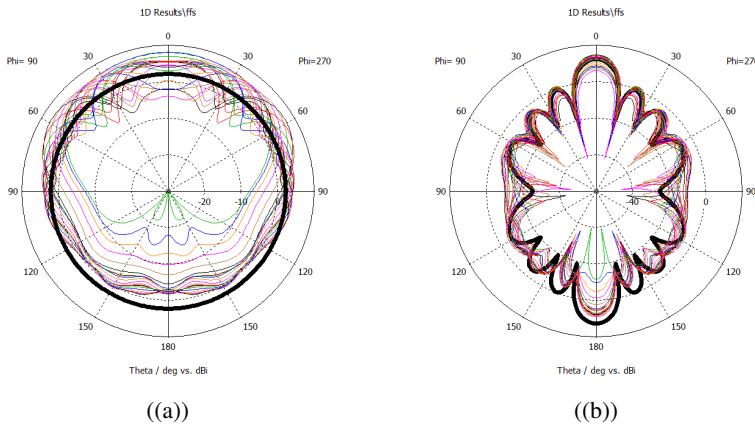 1D Results\ffs
0
Phi= 90 30 30 Phi=270
60 60
90 -20 -10 0 90
120 120
150 150
180
Theta / deg vs. dBi
((a))
1D Results\ffs
0
Phi= 90 30 30 Phi=270
60 60
90 -40 0 90
120 120
150 150
180
Theta / deg vs. dBi
((b))